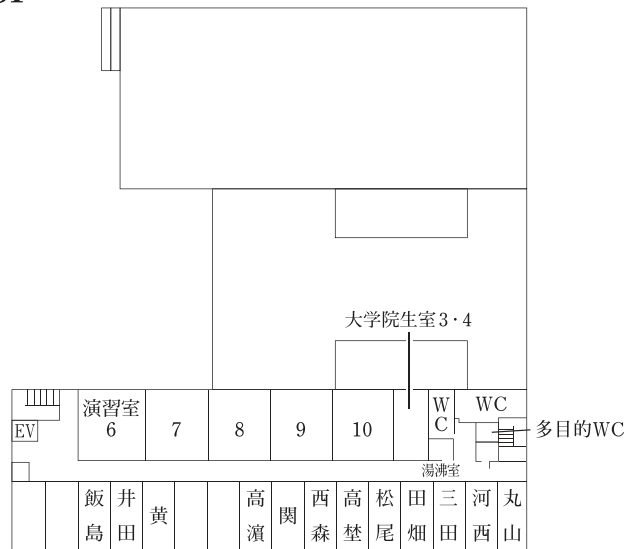 大学院生室3・4
演習室
6
7
8
9
10
W
C
WC
EV
多目的WC
湯沸室
飯島
井田
黄
高濱
関
西森
高埜
松尾
田畑
三田
河西
丸山